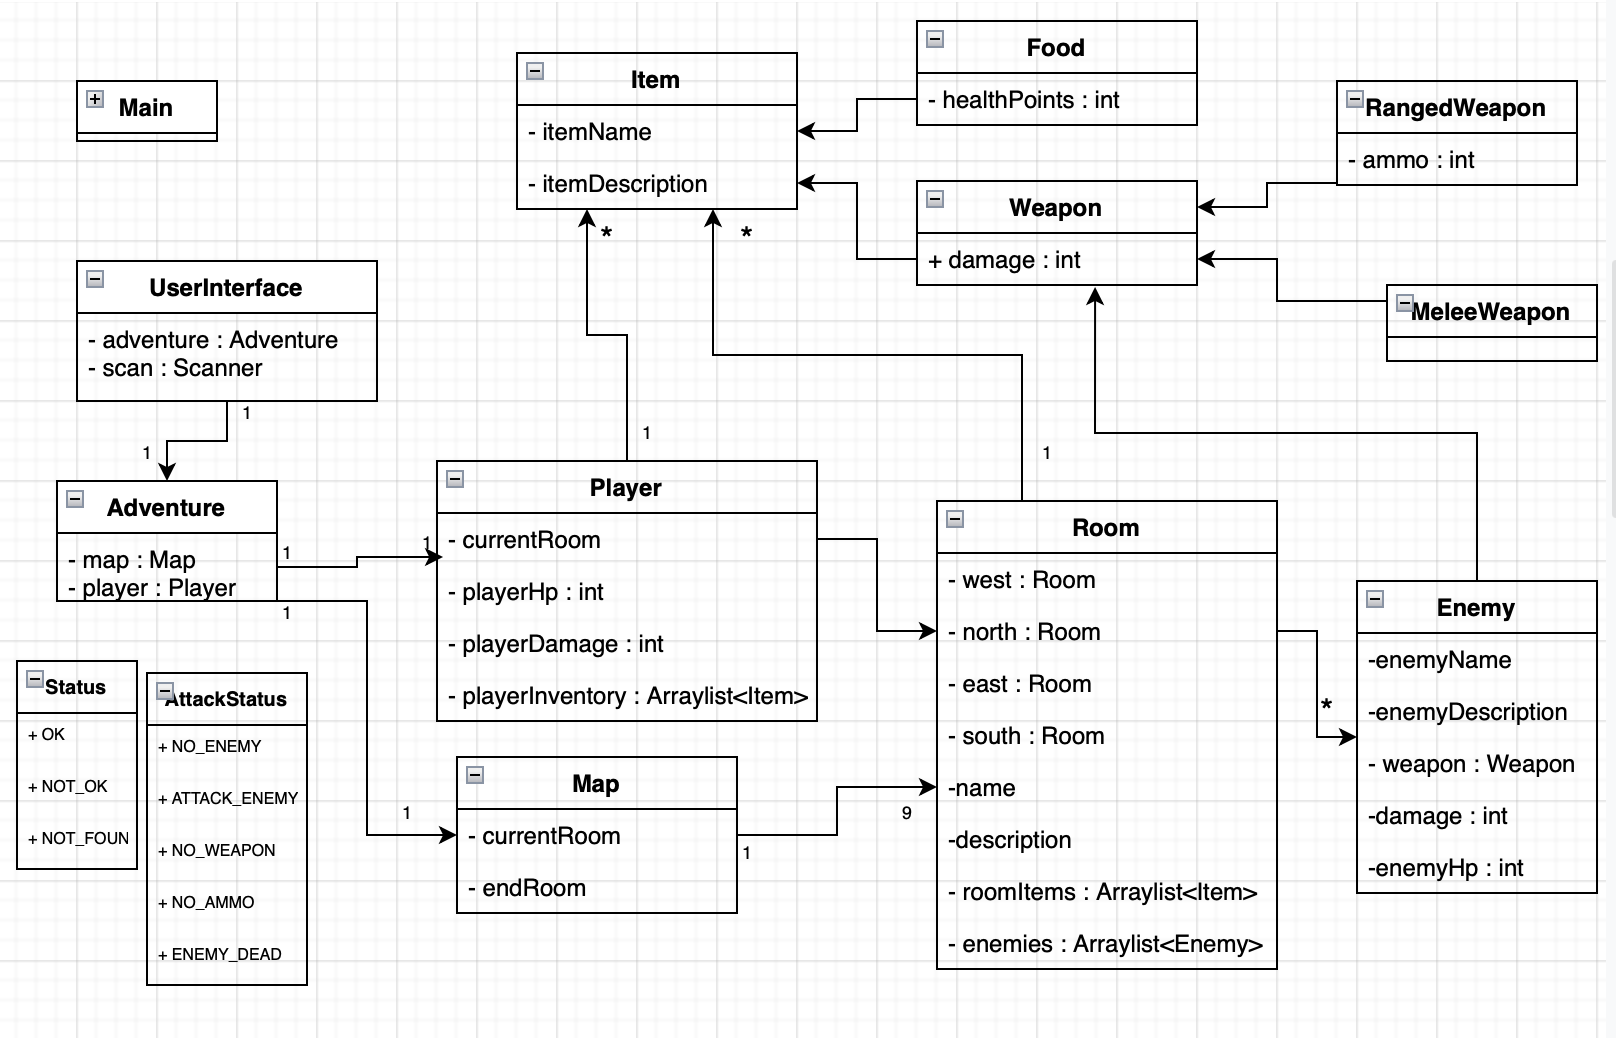 Main
Item
- itemName
- itemDescription
*
*
Food
- healthPoints : int
Weapon
+ damage : int
RangedWeapon
- ammo : int
MeleeWeapon
UserInterface
- adventure : Adventure
- scan : Scanner
1
1
Adventure
- map : Map
- player : Player
1
1
1
1
Player
- currentRoom
- playerHp : int
- playerDamage : int
- playerInventory : Arraylist<Item>
1
Room
- west : Room
- north : Room
- east : Room
- south : Room
-name
-description
- roomItems : Arraylist<Item>
- enemies : Arraylist<Enemy>
*
Enemy
-enemyName
-enemyDescription
- weapon : Weapon
-damage : int
-enemyHp : int
Status
+ OK
+ NOT_OK
+ NOT_FOUN
AttackStatus
+ NO_ENEMY
+ ATTACK_ENEMY
+ NO_WEAPON
+ NO_AMMO
+ ENEMY_DEAD
1
Map
- currentRoom
- endRoom
1
9